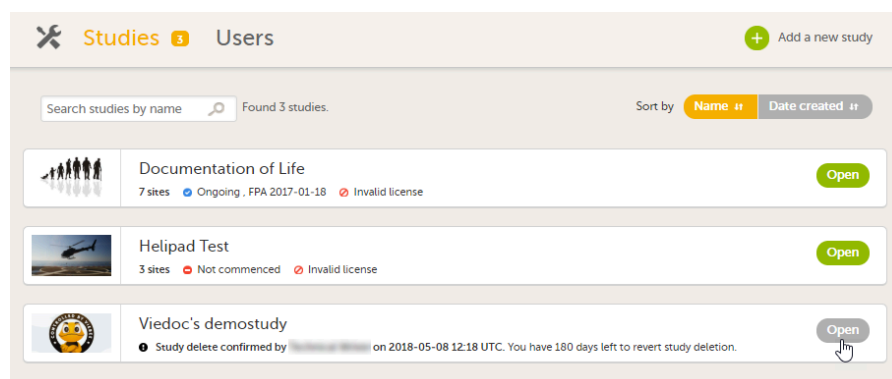 Studies 3 Users
Add a new study
Search studies by name
Found 3 studies.
Sort by Name Date created
Documentation of Life
7 sites Ongoing , FPA 2017-01-18 Invalid license
Open
Helipad Test
3 sites Not commenced Invalid license
Open
Viedoc's demostudy
Study delete confirmed by on 2018-05-08 12:18 UTC. You have 180 days left to revert study deletion.
Open